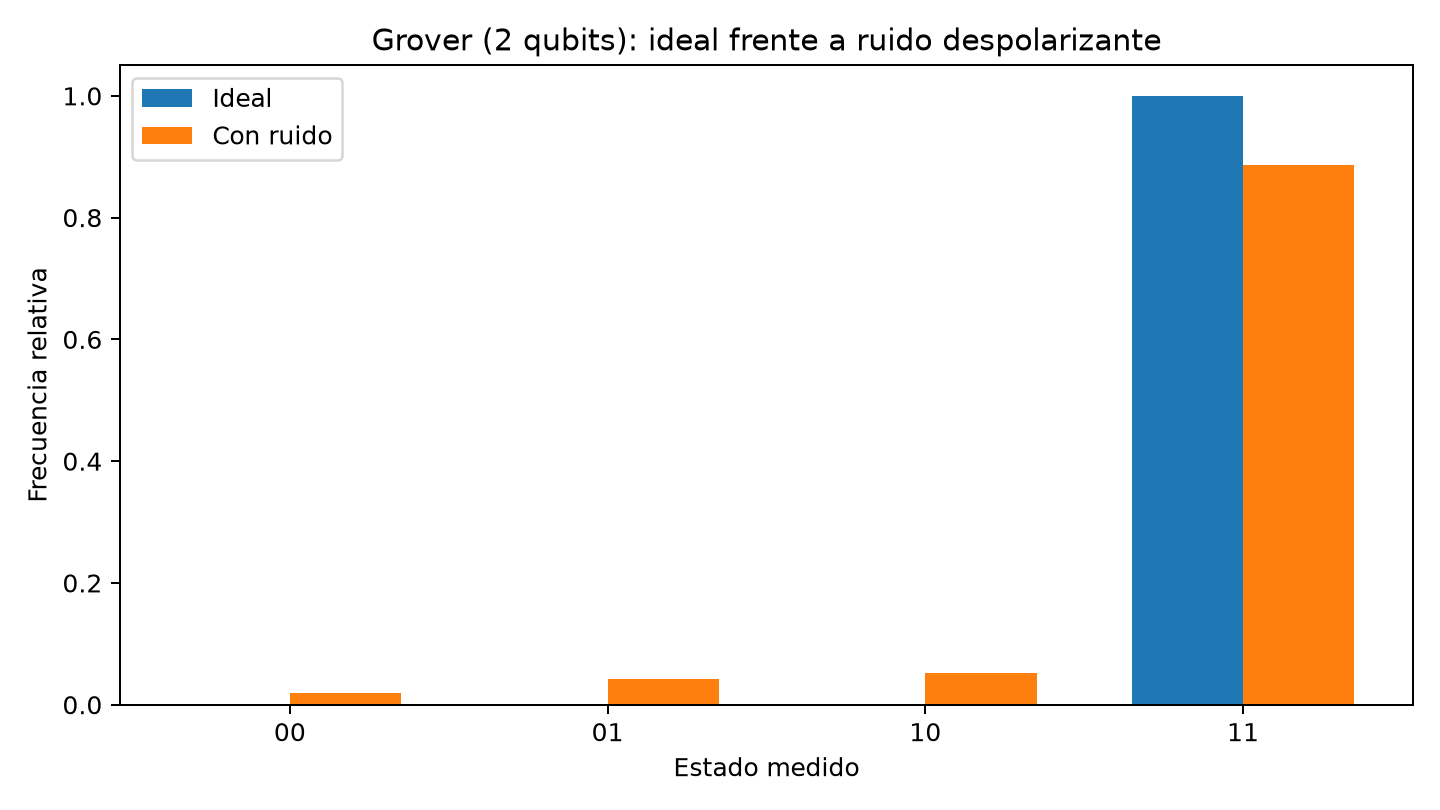 Grover (2 qubits): ideal frente a ruido despolarizante
Ideal
Con ruido
Frecuencia relativa
1.0
0.8
0.6
0.4
0.2
0.0
00
01
10
11
Estado medido